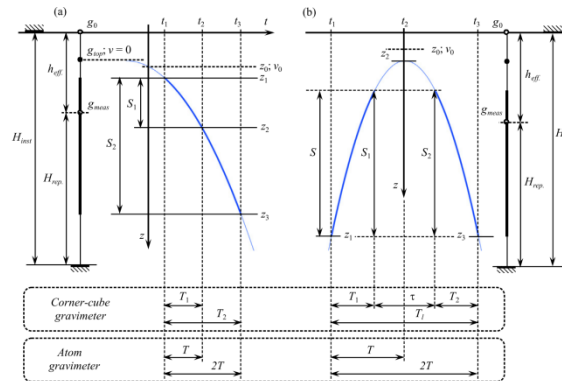 (a)
g0
t1
t2
t3
t
gtop; v = 0
z0; v0
z1
heff.
S1
gmeas
z2
S2
Hinst
Hrep.
z3
z
(b)
t1
t2
t3
g0
z0; v0
z2
heff.
gmeas
S
S1
S2
z
H
Hrep.
z1
z3
Corner-cube
gravimeter
T1
T2
T1
τ
T2
Atom
gravimeter
T
2T
T
2T